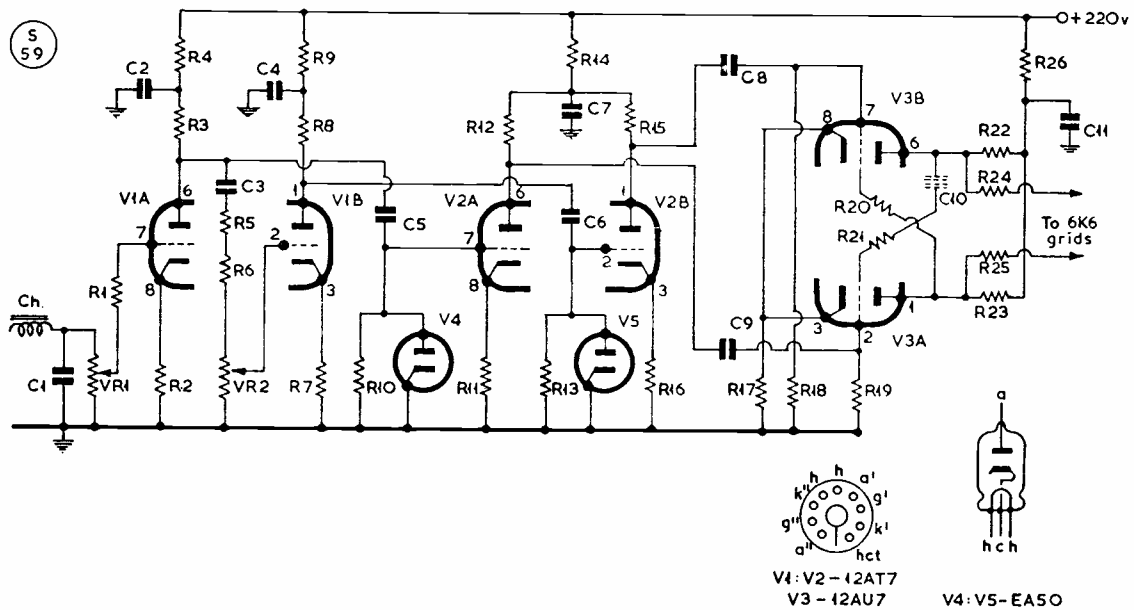 S
59
0+220v
R4
R9
R14
R26
C2
C4
C8
R3
R8
R12
C7
R15
V3B
C11
7
8
6
R22
R24
C10
R20
R21
To 6K6
grids
R25
R23
V1A
6
C3
V1B
1
V2A
6
C6
1
V2B
7
R5
2
C5
7
2
R6
8
3
8
3
R1
Ch.
C1
VR1
R2
VR2
R7
R10
V4
R11
R13
V5
R16
C9
3
1
2
V3A
R17
R18
R19
h
h
a'
k"
g'
g"
k'
a"
hct
V1:V2-12AT7
V3-12AU7
a
h c h
V4:V5-EA50